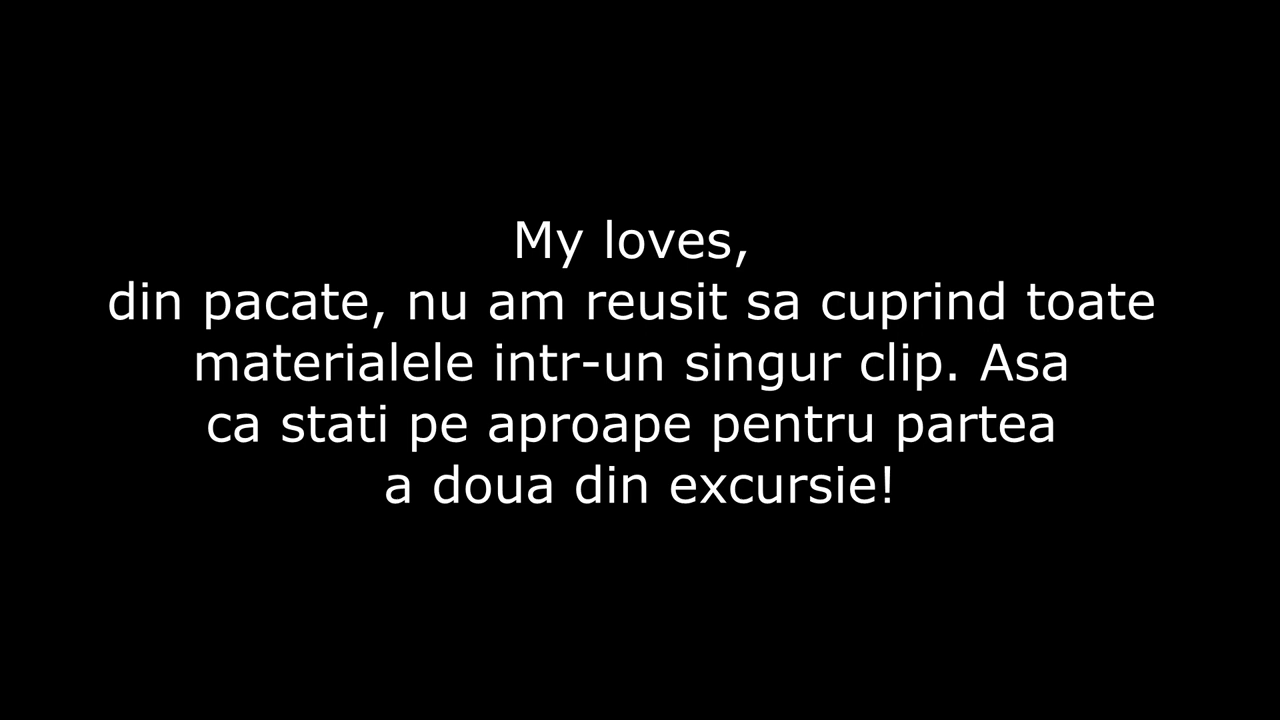 My loves,
din pacate, nu am reusit sa cuprind toate
materialele intr-un singur clip. Asa
ca stati pe aproape pentru partea
a doua din excursie!